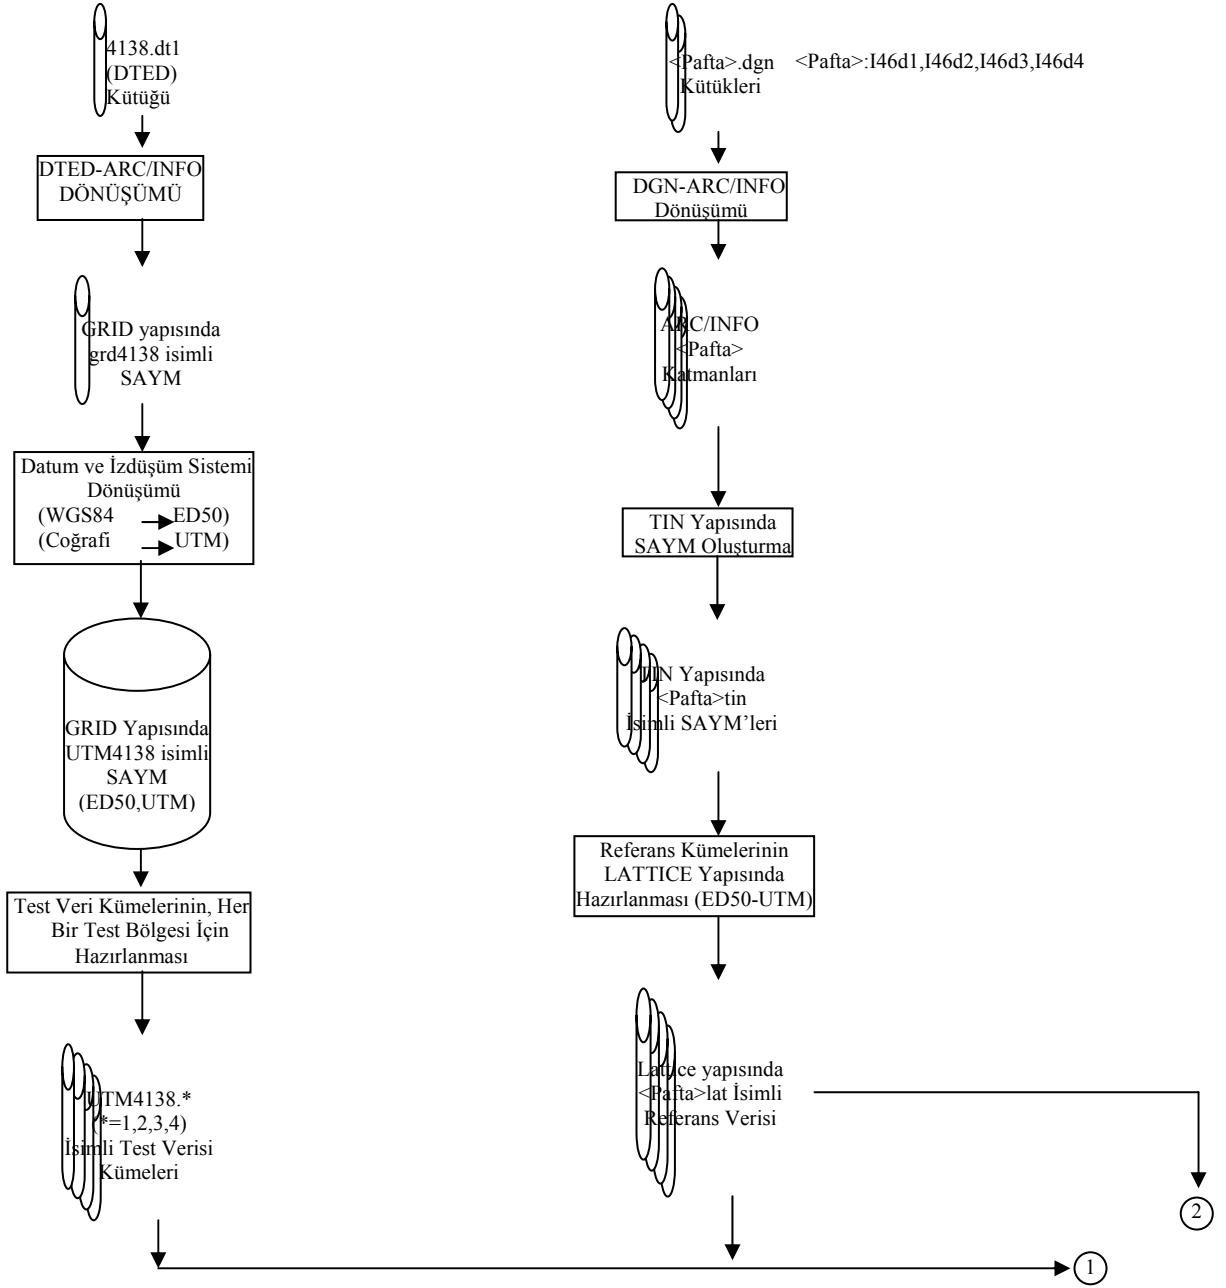 4138.dt1
(DTED)
Kütüğü
DTED-ARC/INFO
DÖNÜŞÜMÜ
GRID yapısında
grd4138 isimli
SAYM
Datum ve İzdüşüm Sistemi
Dönüşümü
(WGS84 ED50)
(Coğrafi UTM)
GRID Yapısında
UTM4138 isimli
SAYM
(ED50,UTM)
Test Veri Kümelerinin, Her
Bir Test Bölgesi İçin
Hazırlanması
UTM4138.*
(*=1,2,3,4)
İsimli Test Verisi
Kümeleri
<Pafta>.dgn
Kütükleri
<Pafta>:I46d1,I46d2,I46d3,I46d4
DGN-ARC/INFO
Dönüşümü
ARC/INFO
<Pafta>
Katmanları
TIN Yapısında
SAYM Oluşturma
TIN Yapısında
<Pafta>tin
İsimli SAYM’leri
Referans Kümelerinin
LATTICE Yapısında
Hazırlanması (ED50-UTM)
Lattice yapısında
<Pafta>lat İsimli
Referans Verisi
2
1